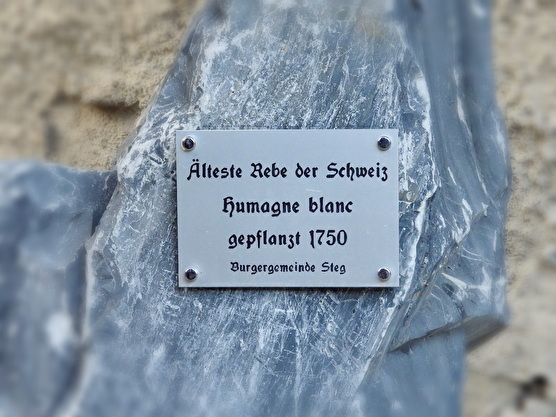 Älteste Rebe der Schweiz
Humagne blanc
gepflanzt 1750
Burgergemeinde Steg